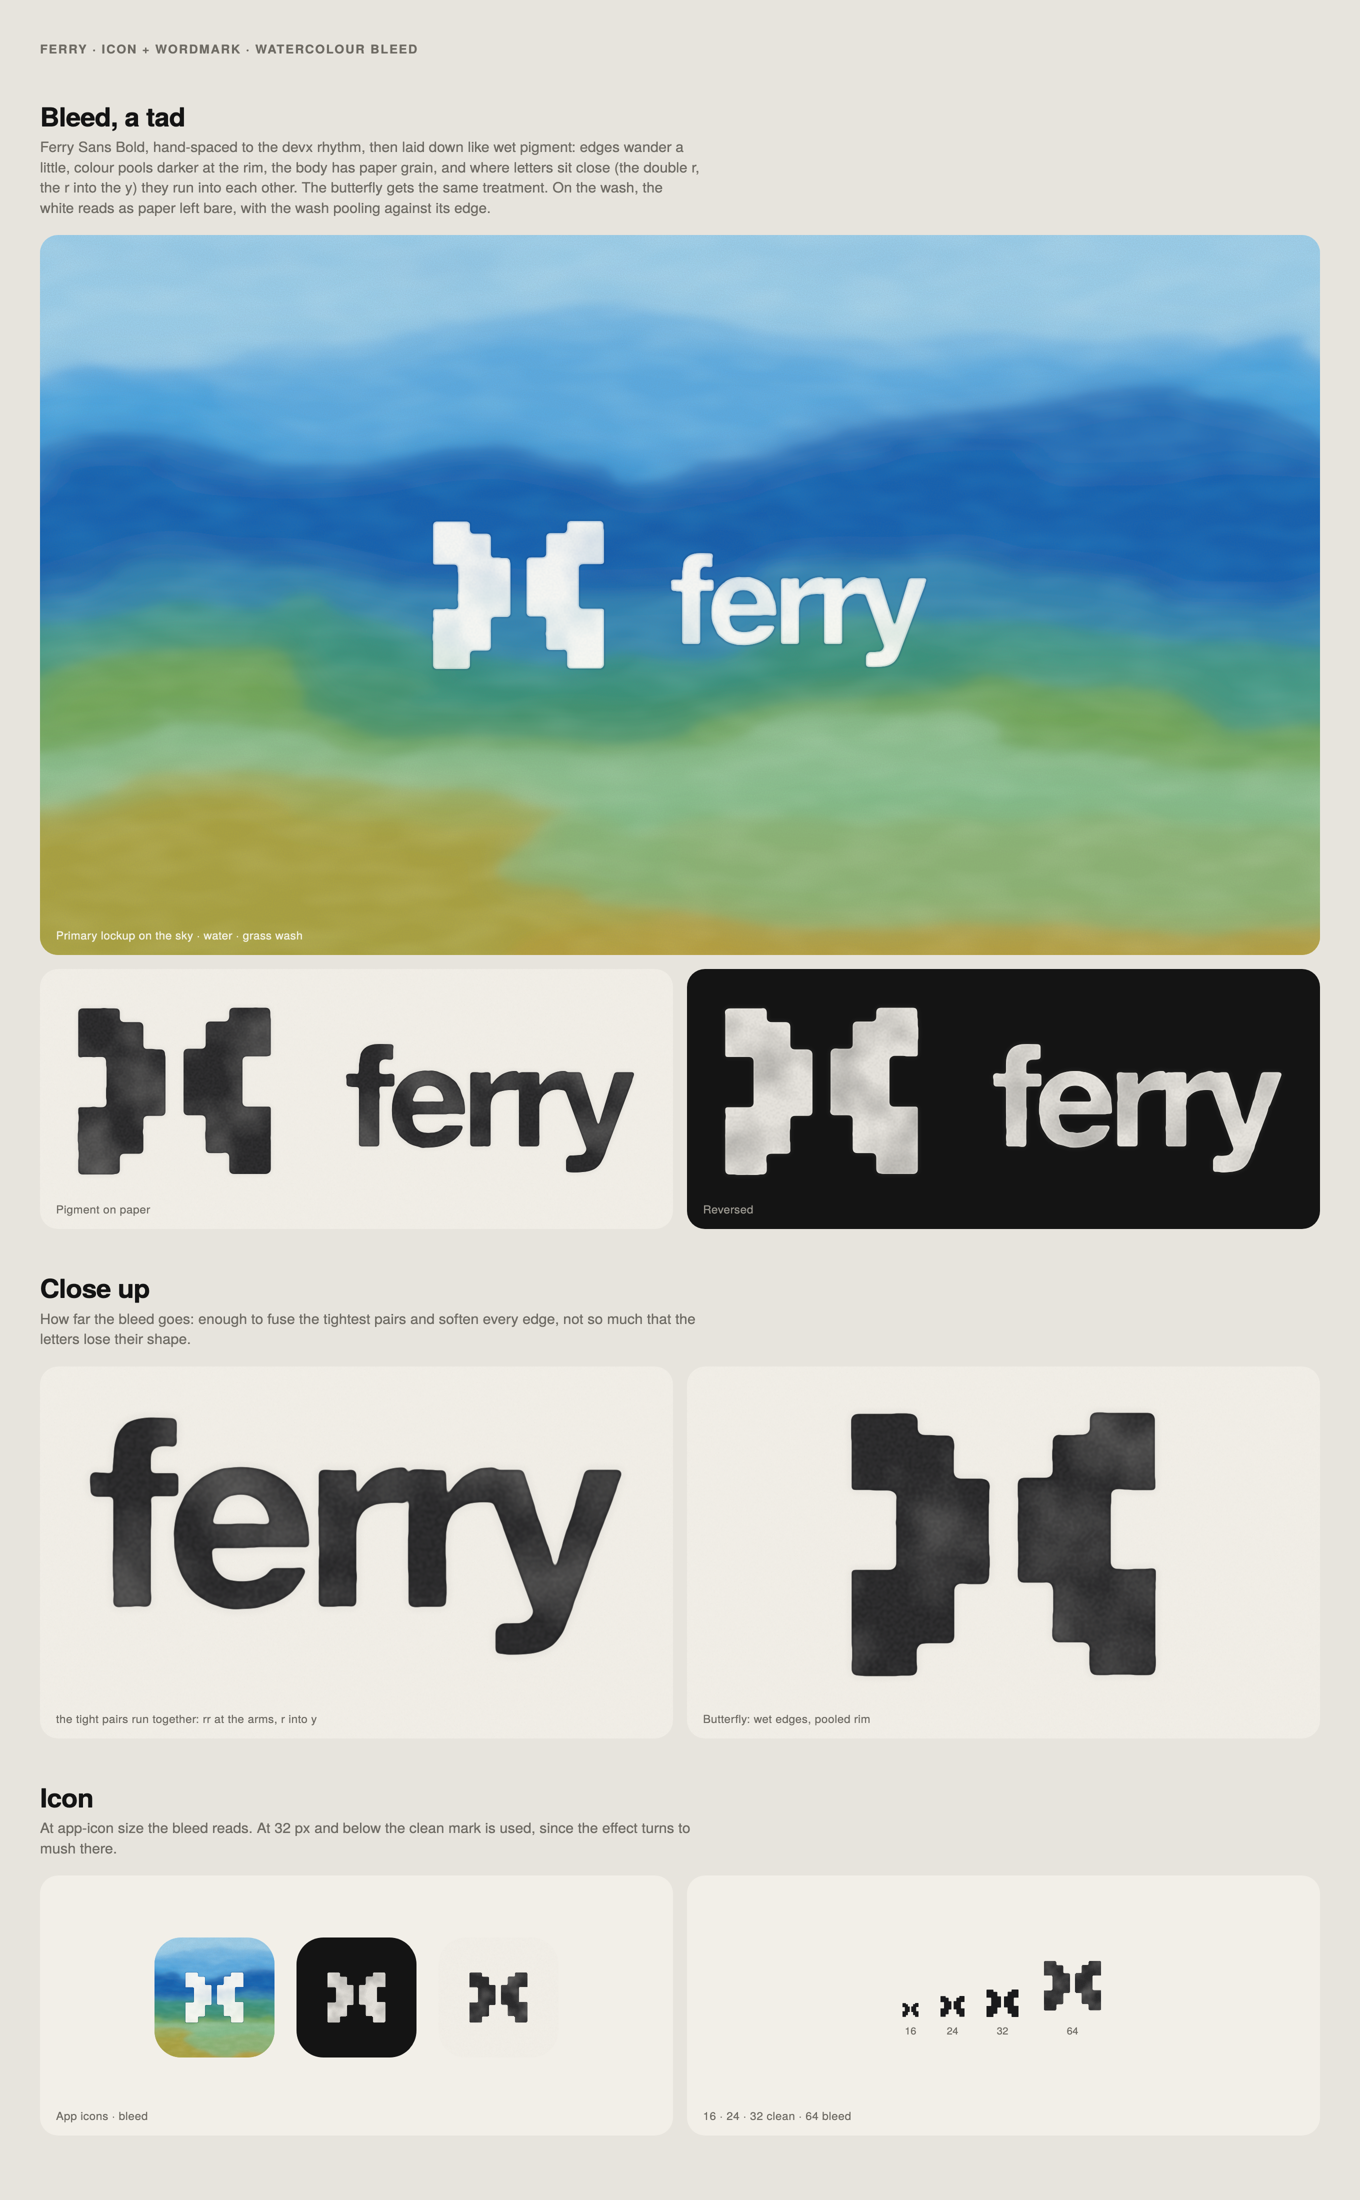 FERRY · ICON + WORDMARK · WATERCOLOUR BLEED
Bleed, a tad
Ferry Sans Bold, hand-spaced to the devx rhythm, then laid down like wet pigment: edges wander a
little, colour pools darker at the rim, the body has paper grain, and where letters sit close (the double r,
the r into the y) they run into each other. The butterfly gets the same treatment. On the wash, the
white reads as paper left bare, with the wash pooling against its edge.
ferry
Primary lockup on the sky · water · grass wash
ferry
Pigment on paper
ferry
Reversed
Close up
How far the bleed goes: enough to fuse the tightest pairs and soften every edge, not so much that the
letters lose their shape.
ferry
the tight pairs run together: rr at the arms, r into y
Butterfly: wet edges, pooled rim
Icon
At app-icon size the bleed reads. At 32 px and below the clean mark is used, since the effect turns to
mush there.
App icons · bleed
16 24 32 64
16 · 24 · 32 clean · 64 bleed